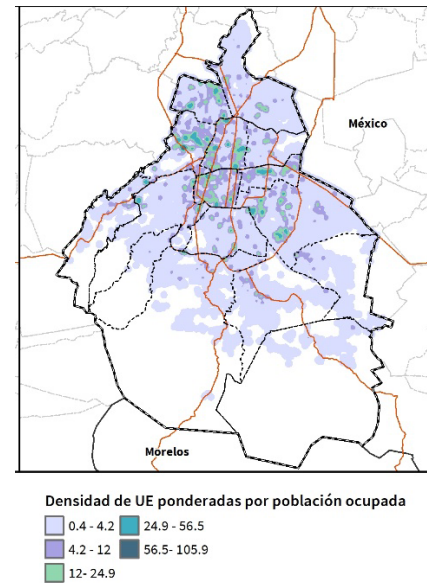 México
Morelos
Densidad de UE ponderadas por población ocupada
0.4 - 4.2 24.9 - 56.5
4.2 - 12 56.5- 105.9
12- 24.9